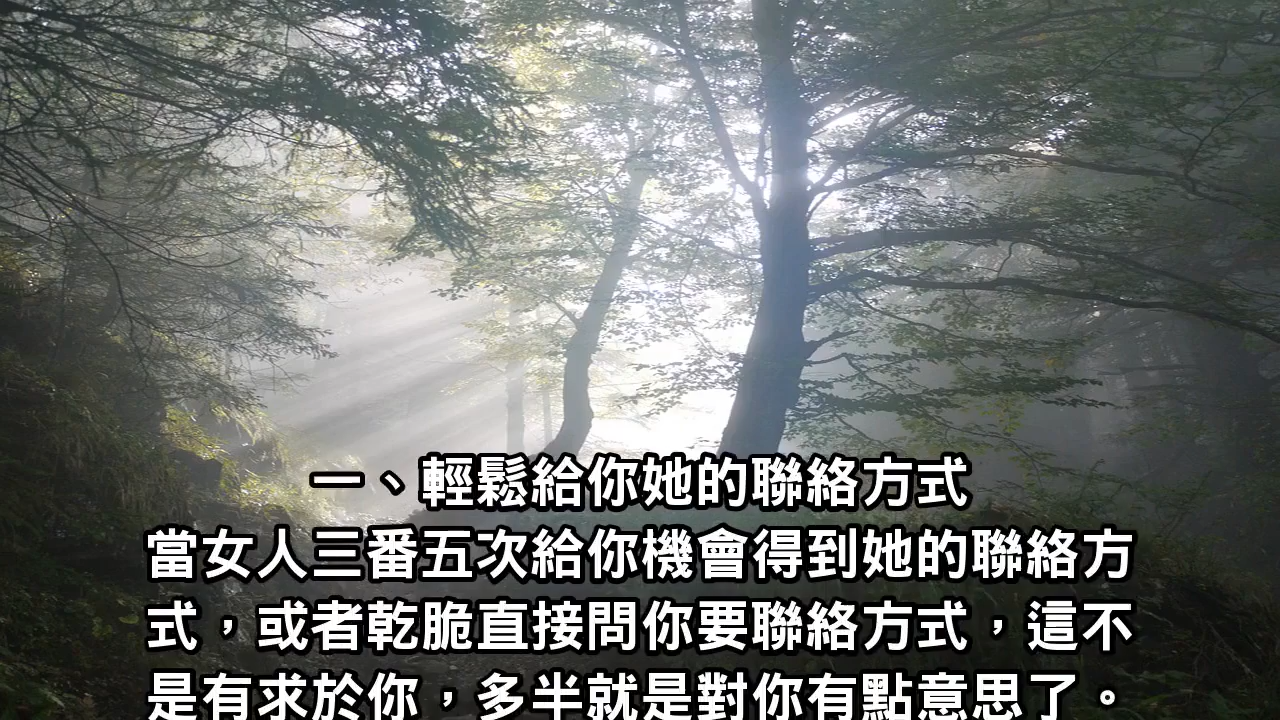 一、輕鬆給你她的聯絡方式
當女人三番五次給你機會得到她的聯絡方
式，或者乾脆直接問你要聯絡方式，這不
是有求於你，多半就是對你有點意思了。